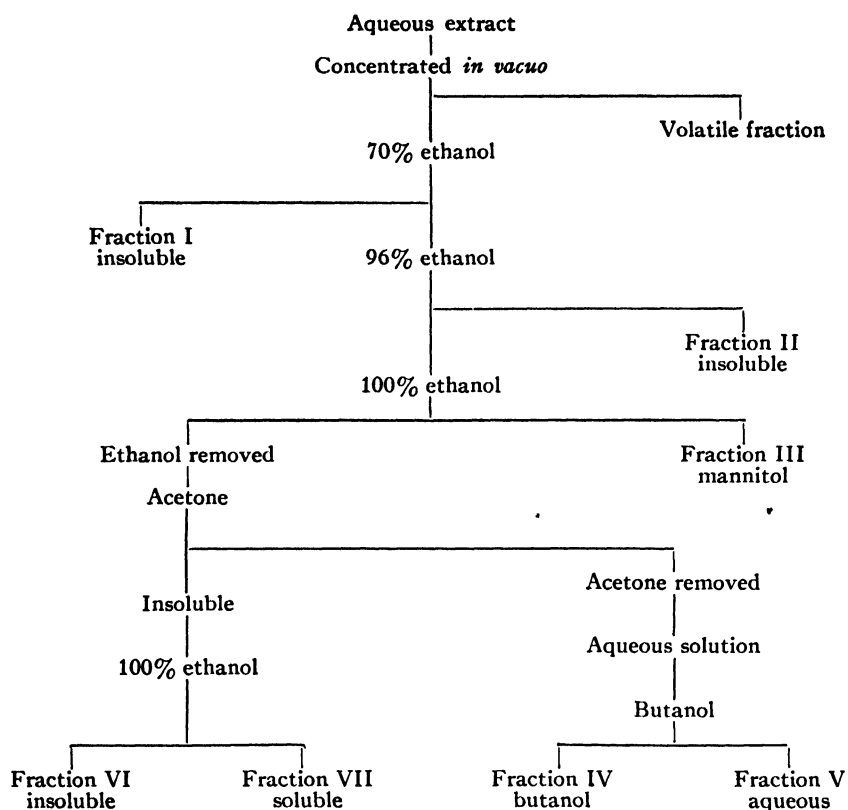 Aqueous extract
Concentrated in vacuo
Volatile fraction
70% ethanol
Fraction I
insoluble
96% ethanol
Fraction II
insoluble
100% ethanol
Ethanol removed
Fraction III
mannitol
Acetone
Acetone removed
Insoluble
Aqueous solution
100% ethanol
Butanol
Fraction VI
insoluble
Fraction VII
soluble
Fraction IV
butanol
Fraction V
aqueous